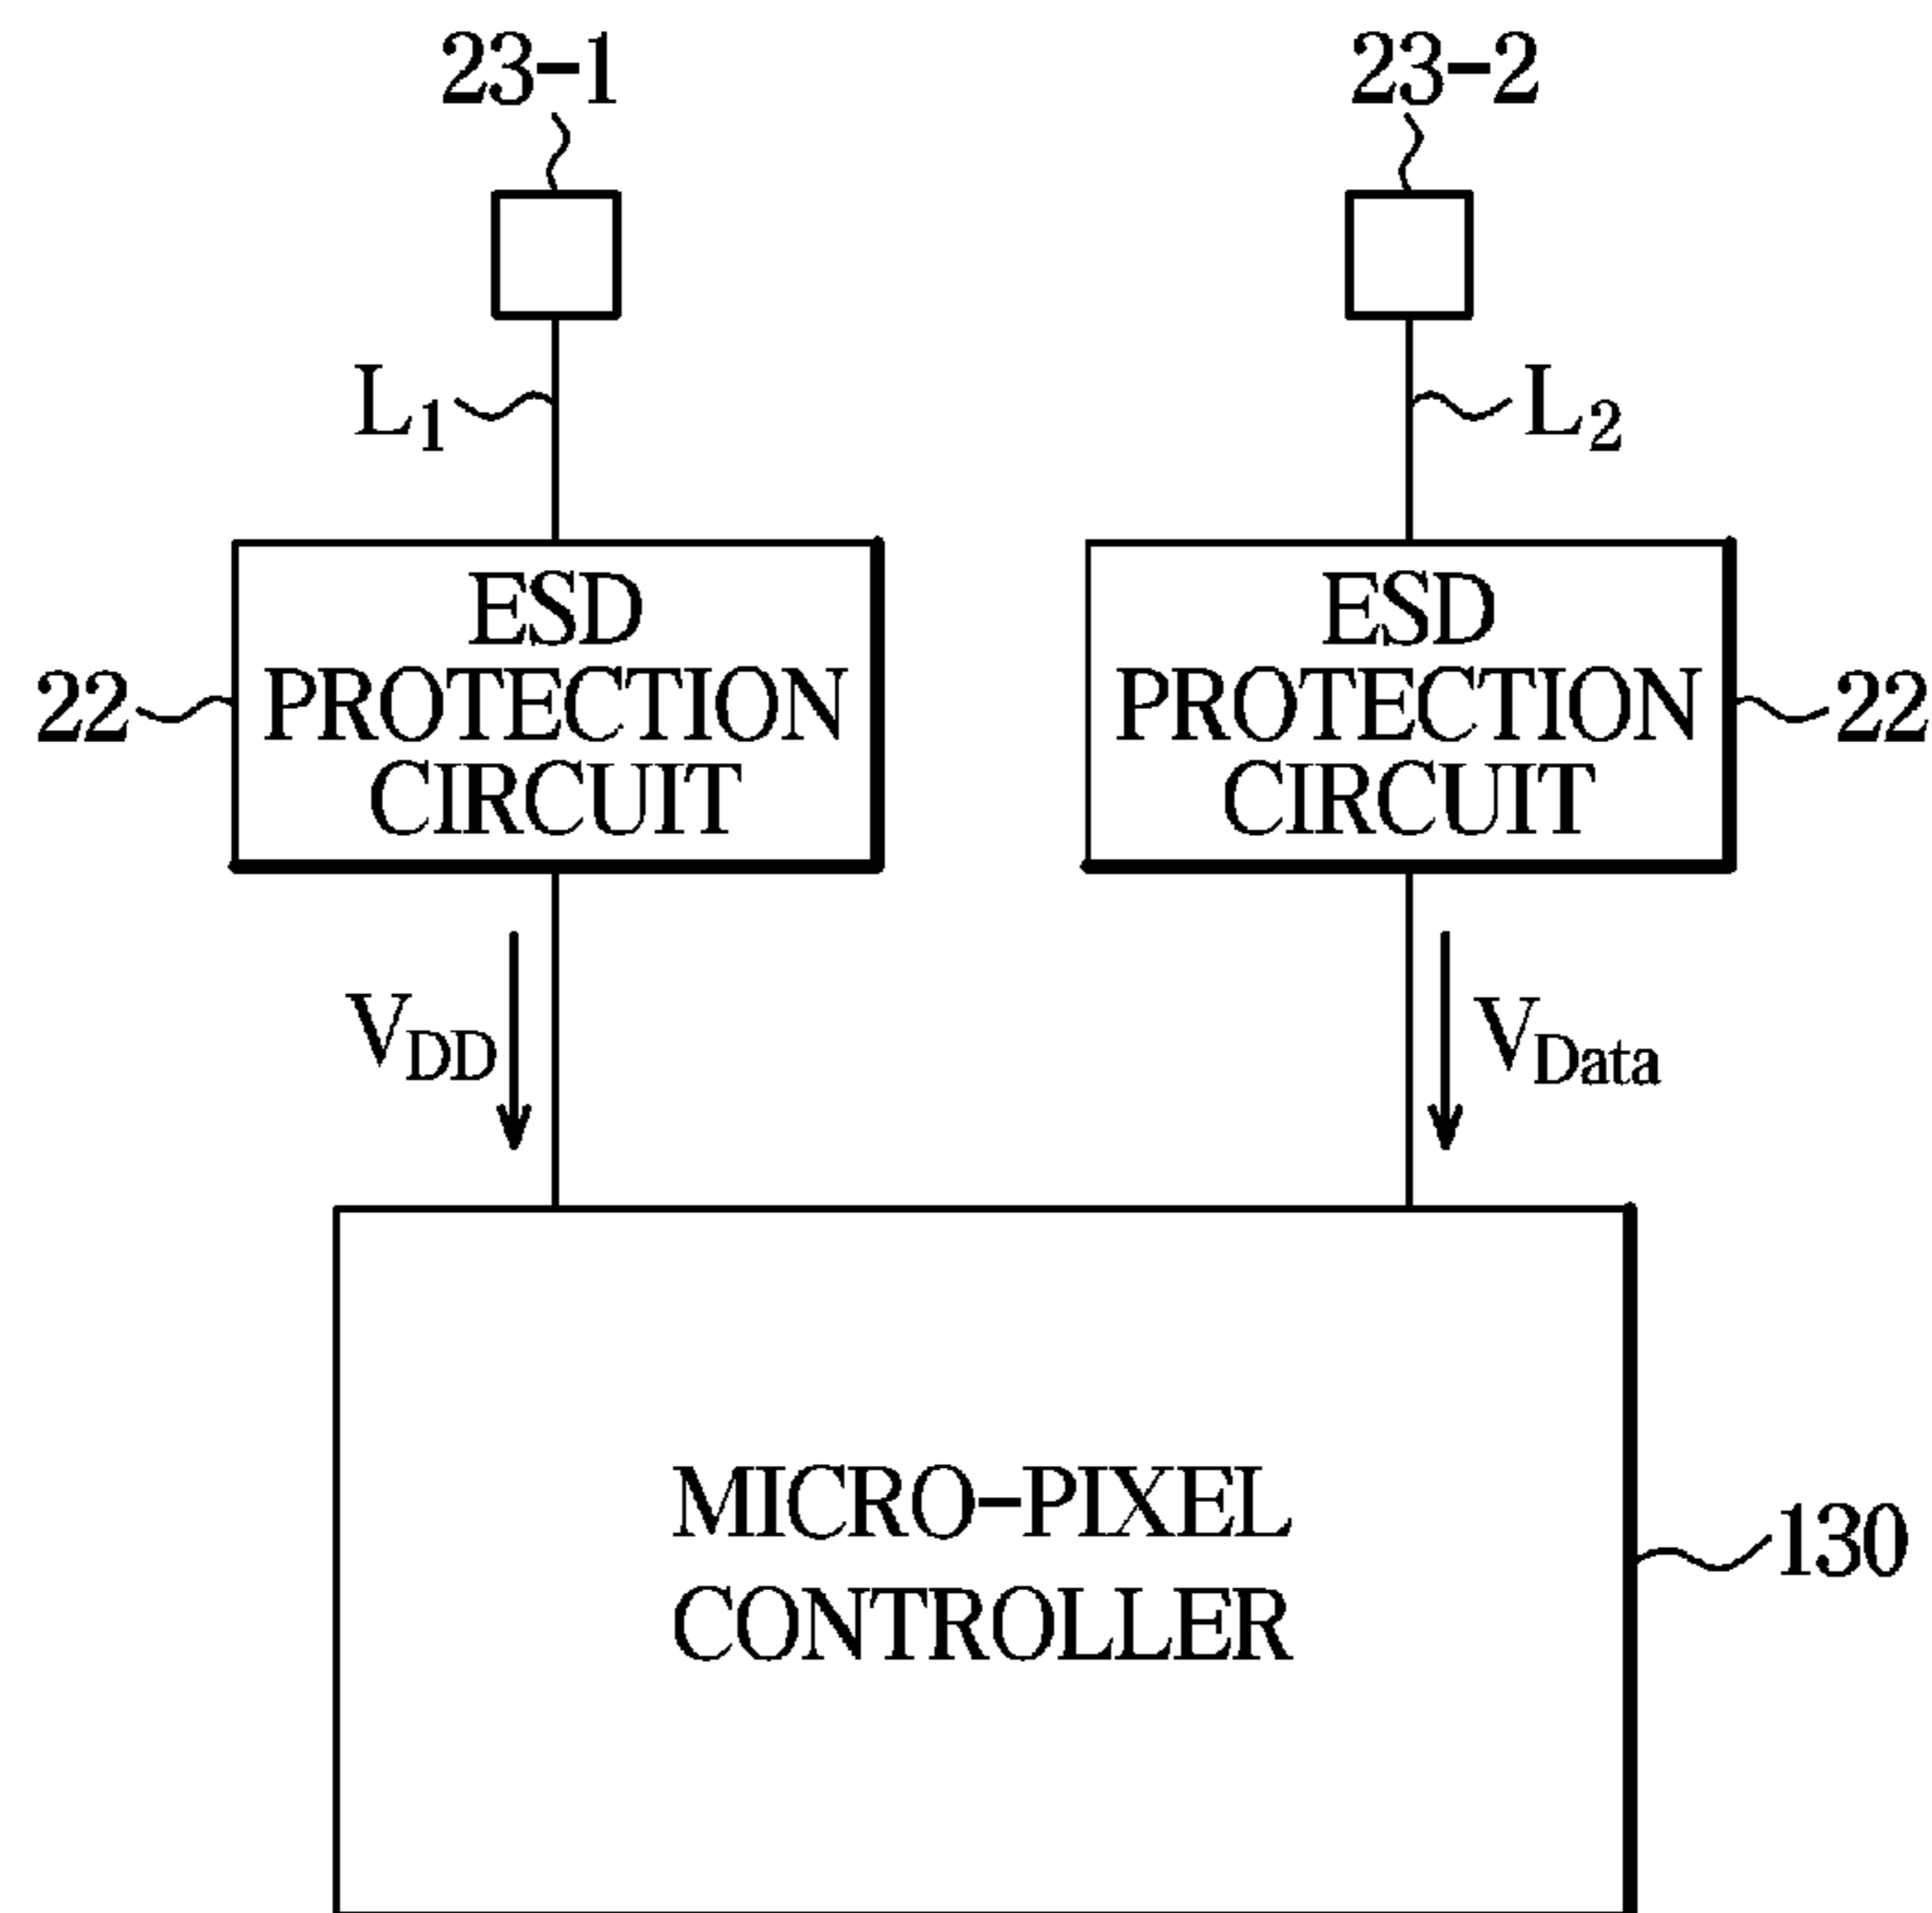 23-1 23-2
L1 L2
ESD PROTECTION CIRCUIT
ESD PROTECTION CIRCUIT
22 22
VDD VData
MICRO-PIXEL
CONTROLLER
130